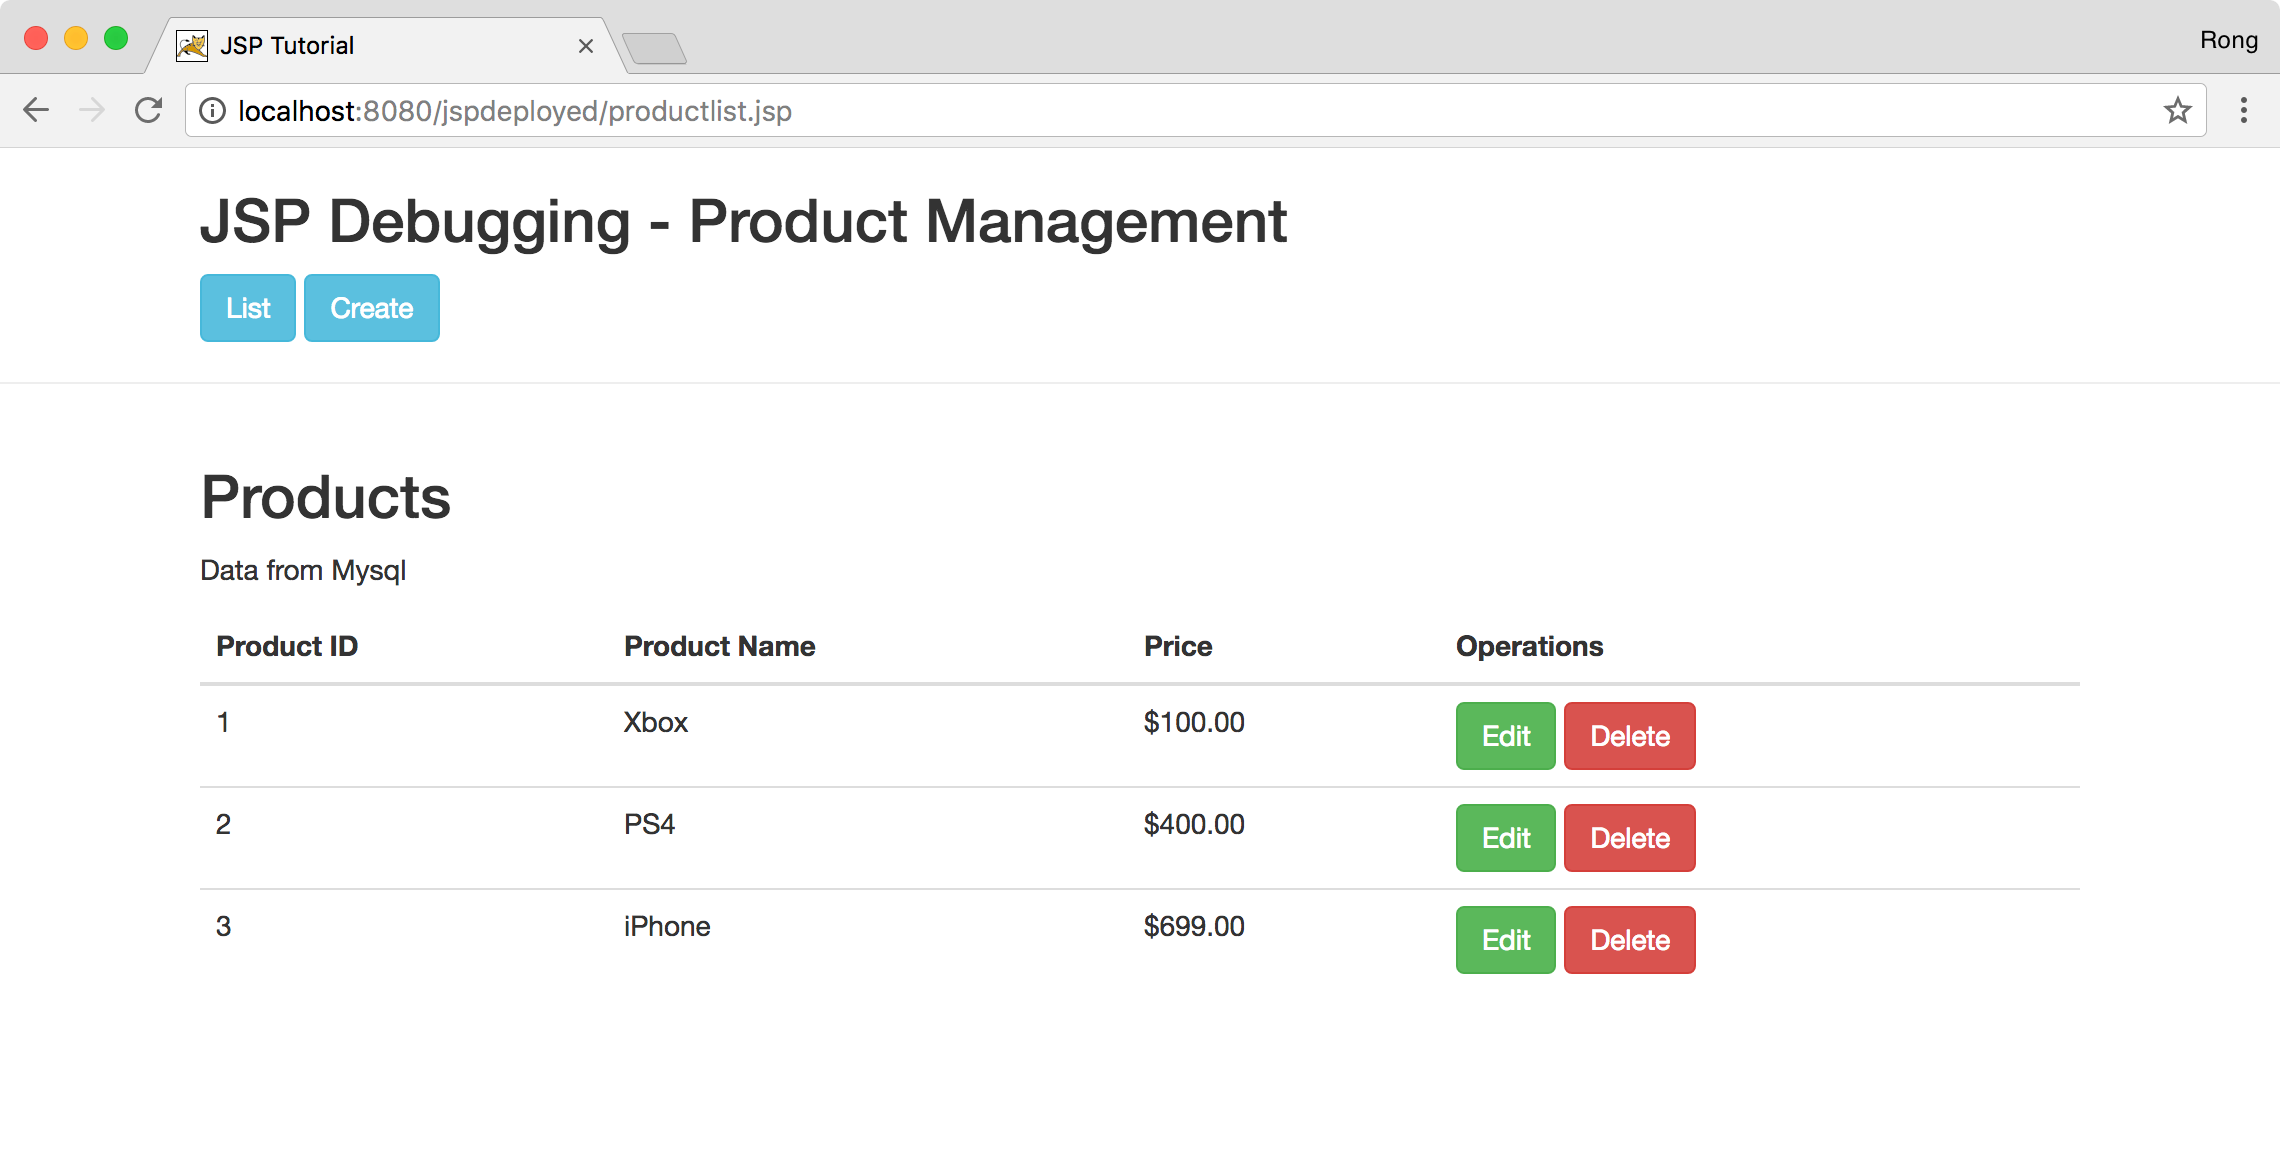 JSP Tutorial
Rong
localhost:8080/jspdeployed/productlist.jsp
JSP Debugging - Product Management
List Create
Products
Data from Mysql
Product ID Product Name Price Operations
1 Xbox $100.00 Edit Delete
2 PS4 $400.00 Edit Delete
3 iPhone $699.00 Edit Delete